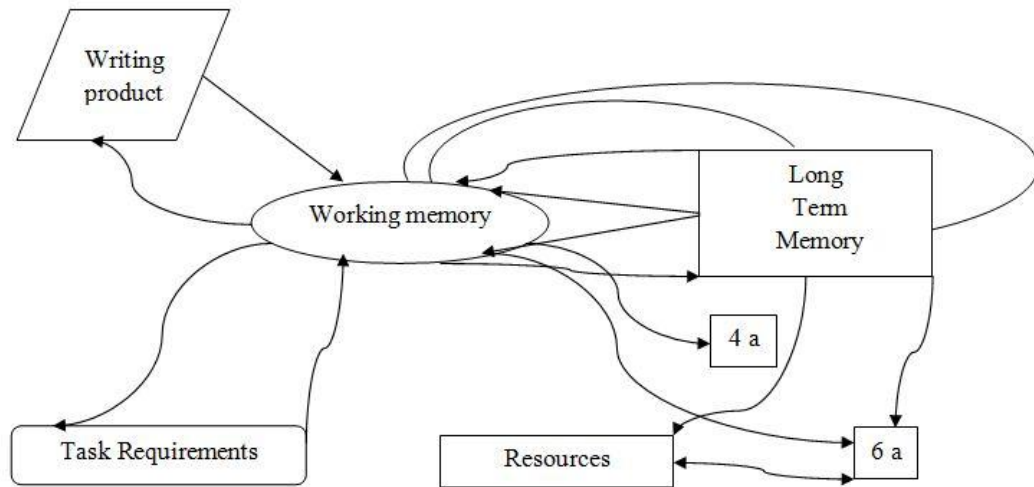 Writing
product
Long
Term
Memory
Working memory
4 a
Task Requirements
Resources
6 a